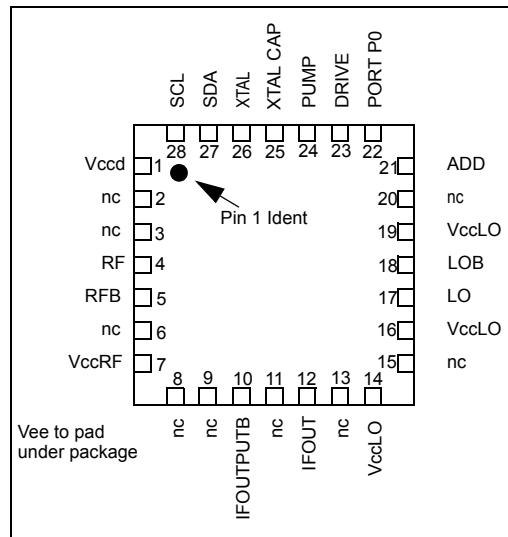 SCL
SDA
XTAL
XTAL CAP
PUMP
DRIVE
PORT P0
28
27
26
25
24
23
22
Vccd
1
nc
2
nc
3
RF
4
RFB
5
nc
6
VccRF
7
Pin 1 Ident
21
ADD
20
nc
19
VccLO
18
LOB
17
LO
16
VccLO
15
nc
8
9
10
11
12
13
14
nc
nc
IFOUTPUTB
nc
IFOUT
nc
VccLO
Vee to pad
under package